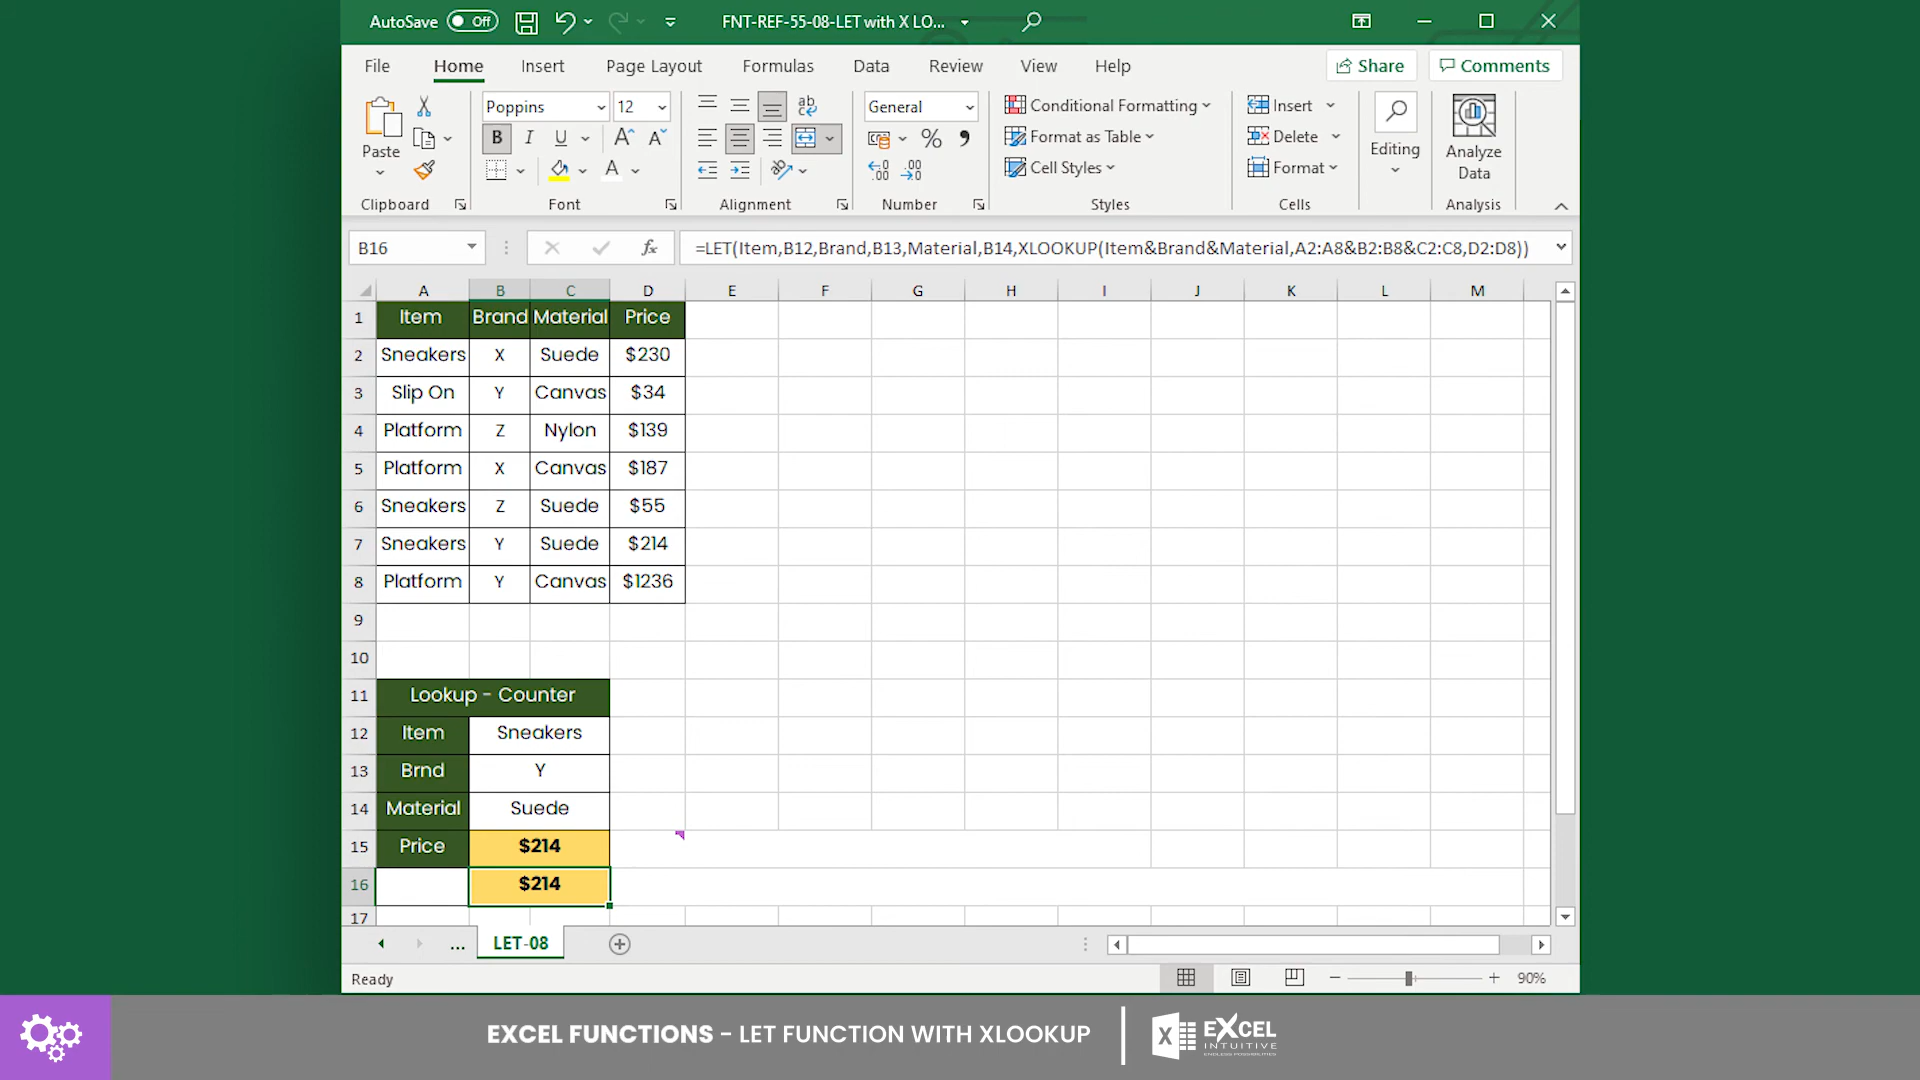 AutoSave Off FNT-REF-55-08-LET with X LO...
File Home Insert Page Layout Formulas Data Review View Help Share Comments
Poppins 12 General Conditional Formatting Insert
Paste B I U A A % Format as Table Delete Editing Analyze Data
Cell Styles Format
Clipboard Font Alignment Number Styles Cells Analysis
B16 fx =LET(Item,B12,Brand,B13,Material,B14,XLOOKUP(Item&Brand&Material,A2:A8&B2:B8&C2:C8,D2:D8))
A B C D E F G H I J K L M
1 Item Brand Material Price
2 Sneakers X Suede $230
3 Slip On Y Canvas $34
4 Platform Z Nylon $139
5 Platform X Canvas $187
6 Sneakers Z Suede $55
7 Sneakers Y Suede $214
8 Platform Y Canvas $1236
9
10
11 Lookup - Counter
12 Item Sneakers
13 Brnd Y
14 Material Suede
15 Price $214
16 $214
17
... LET-08
Ready 90%
EXCEL FUNCTIONS - LET FUNCTION WITH XLOOKUP
X EXCEL
INTUITIVE
ENDLESS POSSIBILITIES